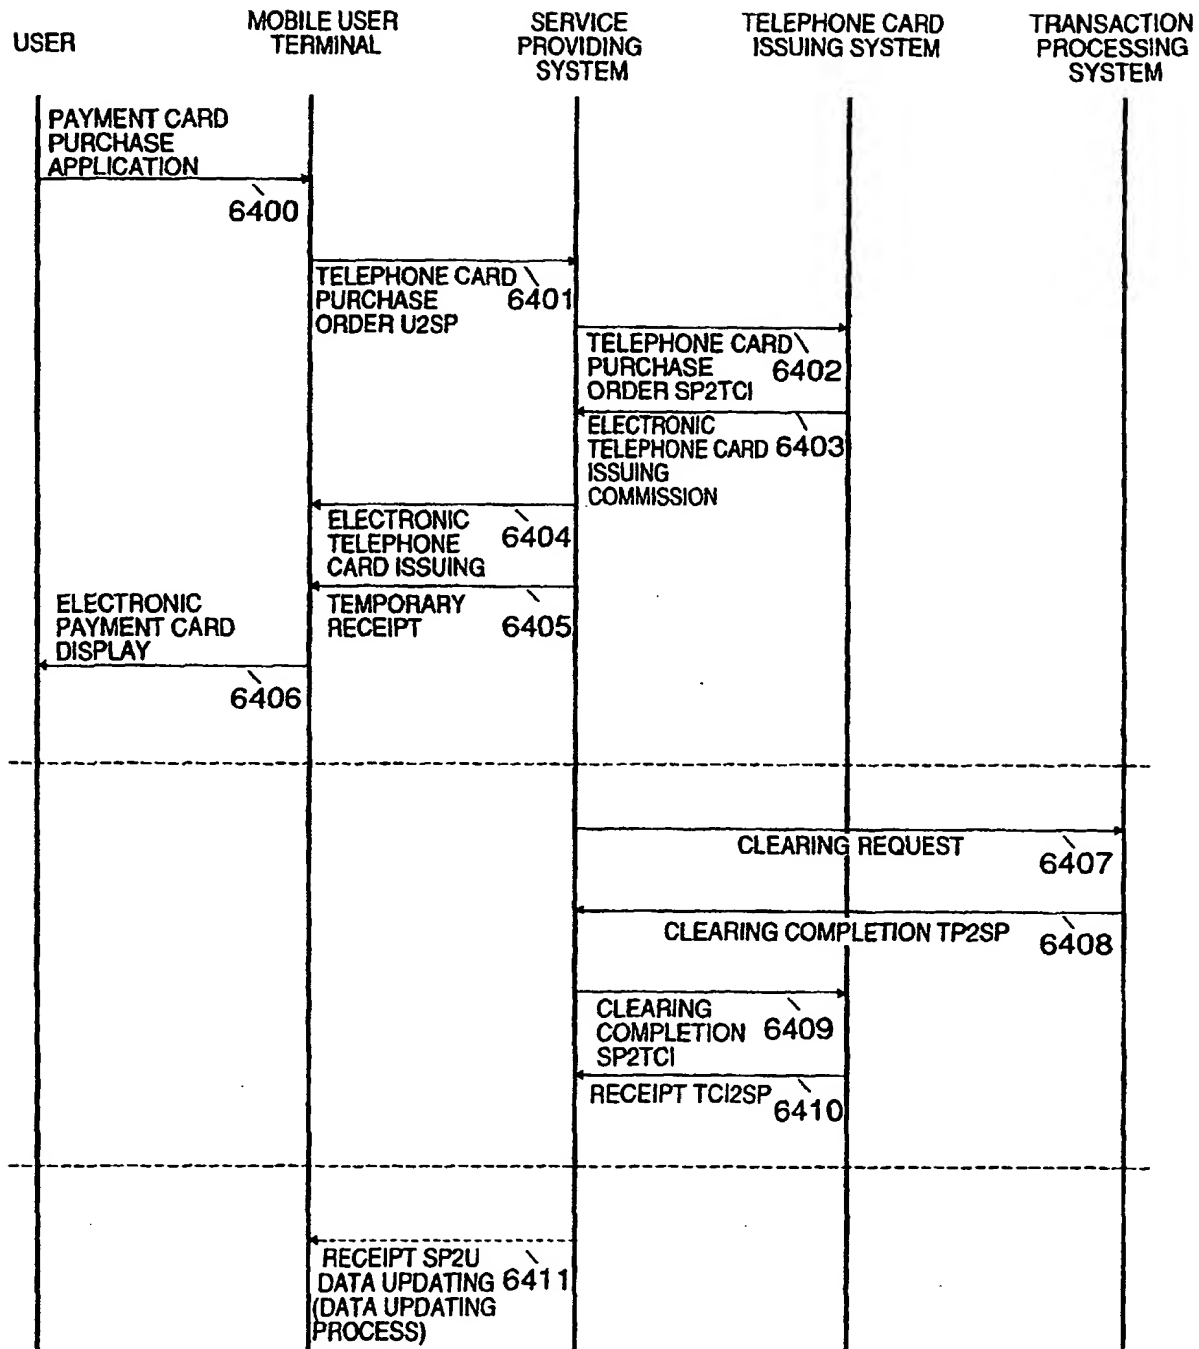 USER
MOBILE USER
TERMINAL
SERVICE
PROVIDING
SYSTEM
TELEPHONE CARD
ISSUING SYSTEM
TRANSACTION
PROCESSING
SYSTEM
PAYMENT CARD
PURCHASE
APPLICATION
6400
TELEPHONE CARD
PURCHASE
ORDER U2SP
6401
TELEPHONE CARD
PURCHASE
ORDER SP2TCI
6402
ELECTRONIC
TELEPHONE CARD
ISSUING
COMMISSION
6403
ELECTRONIC
TELEPHONE
CARD ISSUING
6404
TEMPORARY
RECEIPT
6405
ELECTRONIC
PAYMENT CARD
DISPLAY
6406
CLEARING REQUEST
6407
CLEARING COMPLETION TP2SP
6408
CLEARING
COMPLETION
SP2TCI
6409
RECEIPT TCI2SP
6410
RECEIPT SP2U
DATA UPDATING
(DATA UPDATING
PROCESS)
6411